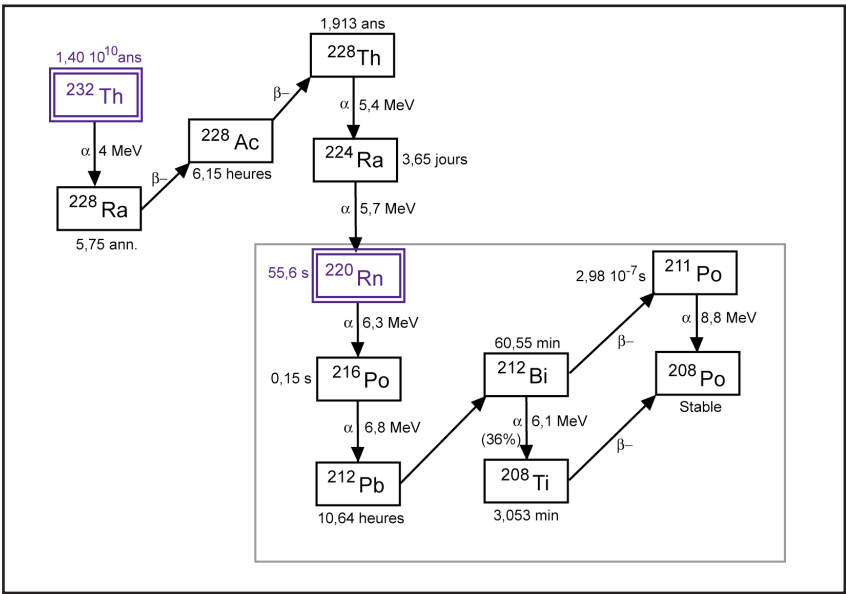 1,913 ans
²²⁸Th
1,40 10¹⁰ans
²³²Th
β–
α 5,4 MeV
²²⁸Ac
α 4 MeV
²²⁴Ra
3,65 jours
β–
6,15 heures
²²⁸Ra
α 5,7 MeV
5,75 ann.
55,6 s
²²⁰Rn
2,98 10⁻⁷s
²¹¹Po
α 6,3 MeV
α 8,8 MeV
60,55 min
β–
0,15 s
²¹⁶Po
²¹²Bi
²⁰⁸Po
Stable
α 6,8 MeV
α 6,1 MeV
(36%)
β–
²¹²Pb
²⁰⁸Ti
10,64 heures
3,053 min